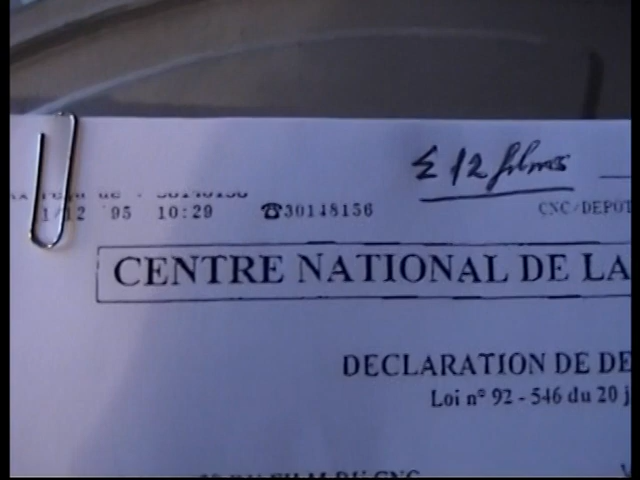 Σ 12 films
1/12 '95 10:29 ☎30148156 CNC/DEPOT
CENTRE NATIONAL DE LA
DECLARATION DE DE
Loi n° 92 - 546 du 20 j